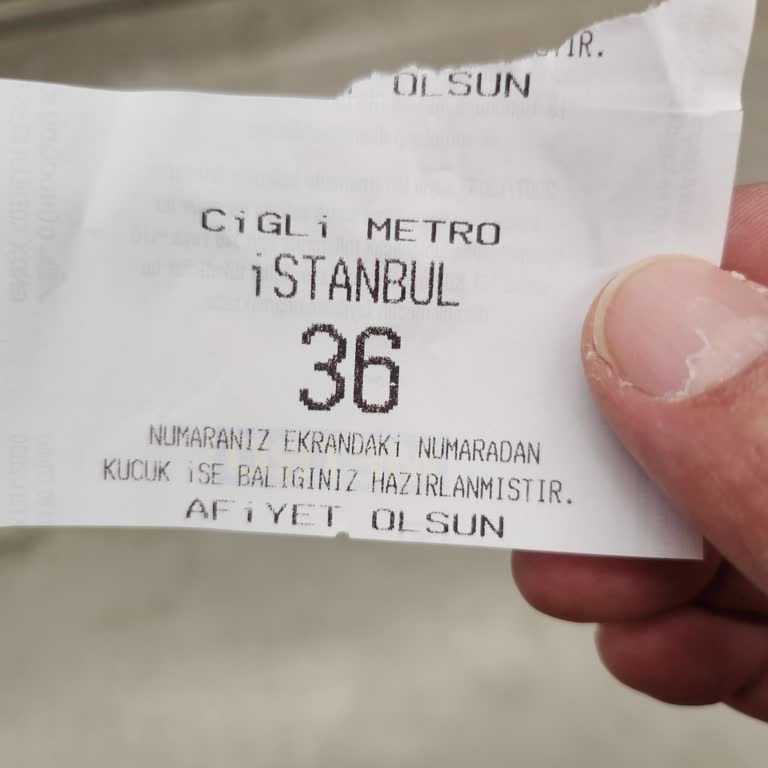 OLSUN
CiGLi METRO
iSTANBUL
36
NUMARANIZ EKRANDAKi NUMARADAN
KUCUK iSE BALIGINIZ HAZIRLANMISTIR.
AFiYET OLSUN